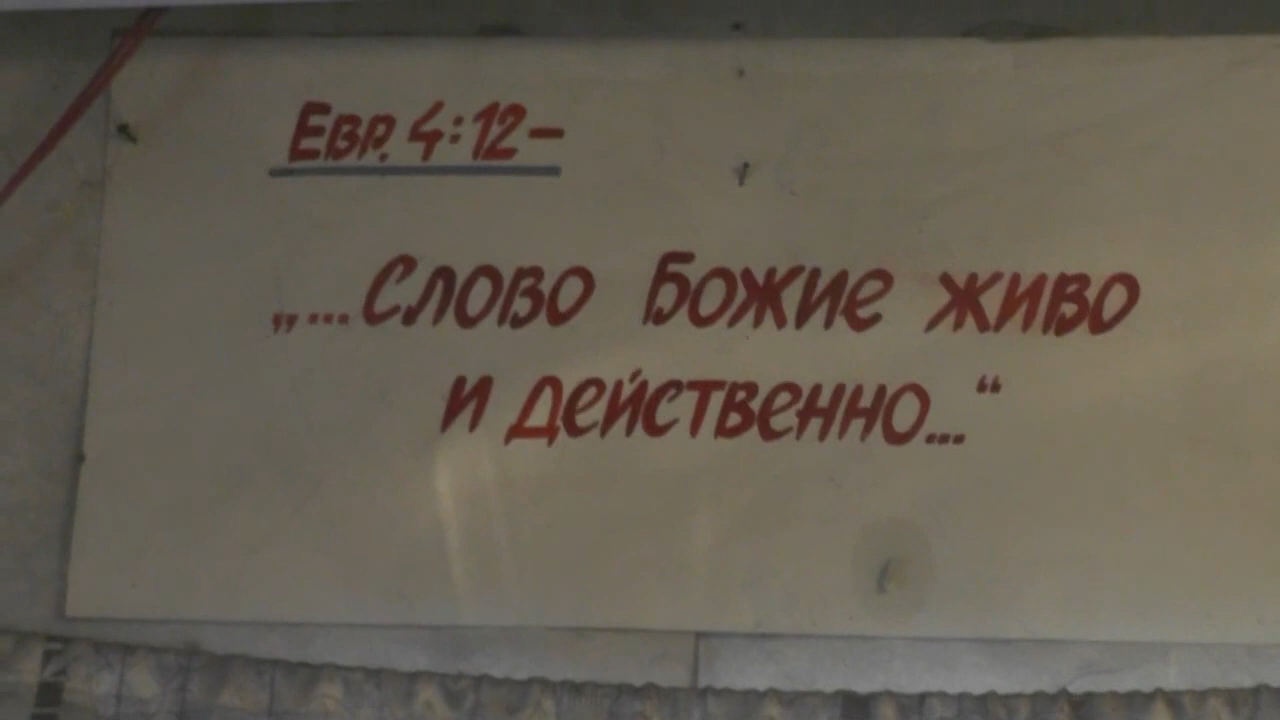 Евр. 4:12–
„...Слово Божие живо
и действенно...“